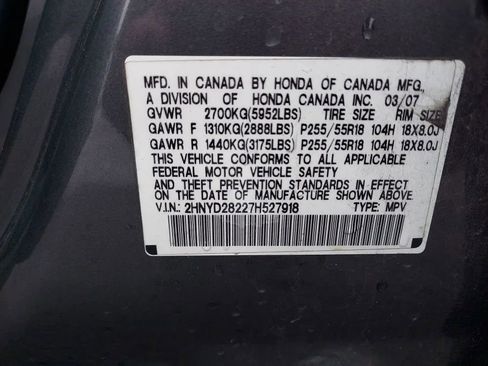 MFD. IN CANADA BY HONDA OF CANADA MFG.,
A DIVISION OF HONDA CANADA INC. 03/07
GVWR 2700KG(5952LBS) TIRE SIZE RIM SIZE
GAWR F 1310KG(2888LBS) P255/55R18 104H 18X8.0J
GAWR R 1440KG(3175LBS) P255/55R18 104H 18X8.0J
THIS VEHICLE CONFORMS TO ALL APPLICABLE
FEDERAL MOTOR VEHICLE SAFETY
AND THEFT PREVENTION STANDARDS IN EFFECT
ON THE DATE OF MANUFACTURE SHOWN ABOVE.
V.I.N.: 2HNYD28227H527918 TYPE: MPV